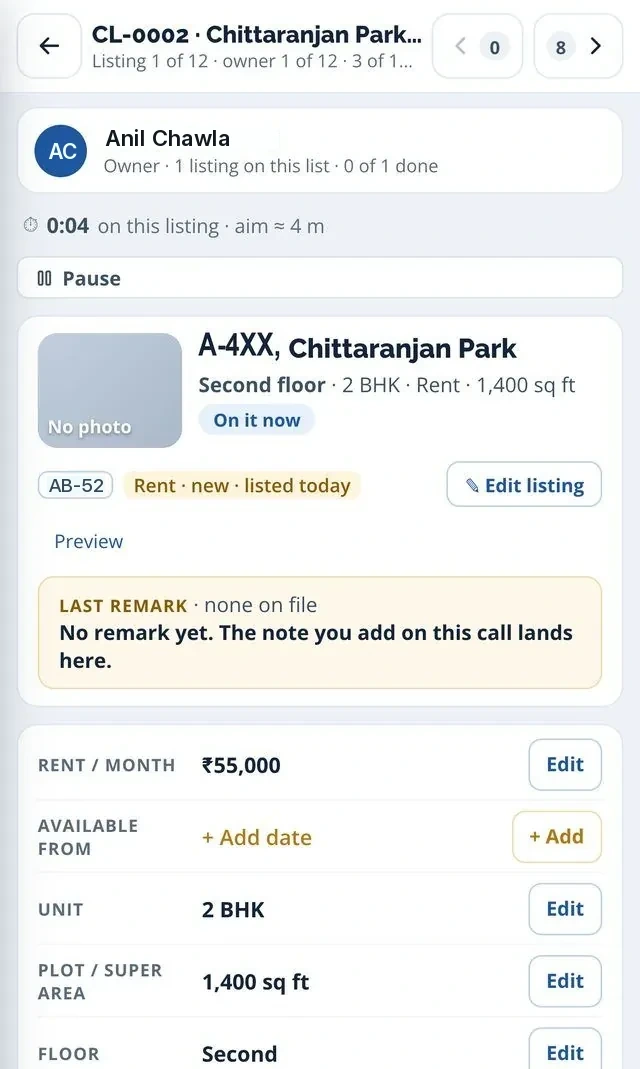 CL-0002 · Chittaranjan Park...
Listing 1 of 12 · owner 1 of 12 · 3 of 1...
0
8
AC
Anil Chawla
Owner · 1 listing on this list · 0 of 1 done
0:04 on this listing · aim ≈ 4 m
Pause
A-4XX, Chittaranjan Park
Second floor · 2 BHK · Rent · 1,400 sq ft
On it now
No photo
AB-52
Rent · new · listed today
✎ Edit listing
Preview
LAST REMARK · none on file
No remark yet. The note you add on this call lands
here.
RENT / MONTH
₹55,000
Edit
AVAILABLE
FROM
+ Add date
+ Add
UNIT
2 BHK
Edit
PLOT / SUPER
AREA
1,400 sq ft
Edit
FLOOR
Second
Edit